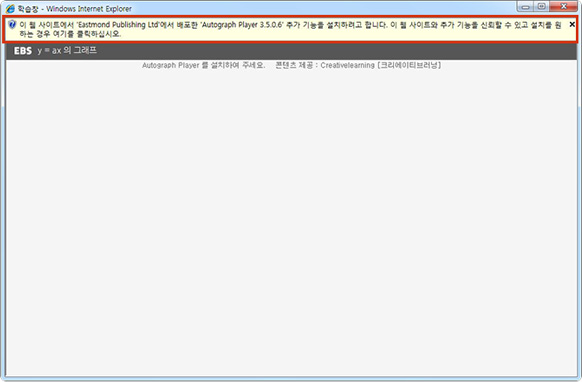 학습창 - Windows Internet Explorer
이 웹 사이트에서 'Eastmond Publishing Ltd'에서 배포한 'Autograph Player 3.5.0.6' 추가 기능을 설치하려고 합니다. 이 웹 사이트와 추가 기능을 신뢰할 수 있고 설치를 원
하는 경우 여기를 클릭하십시오.
EBS y = ax 의 그래프
Autograph Player 를 설치하여 주세요. 콘텐츠 제공 : Creativelearning [크리에이티브러닝]